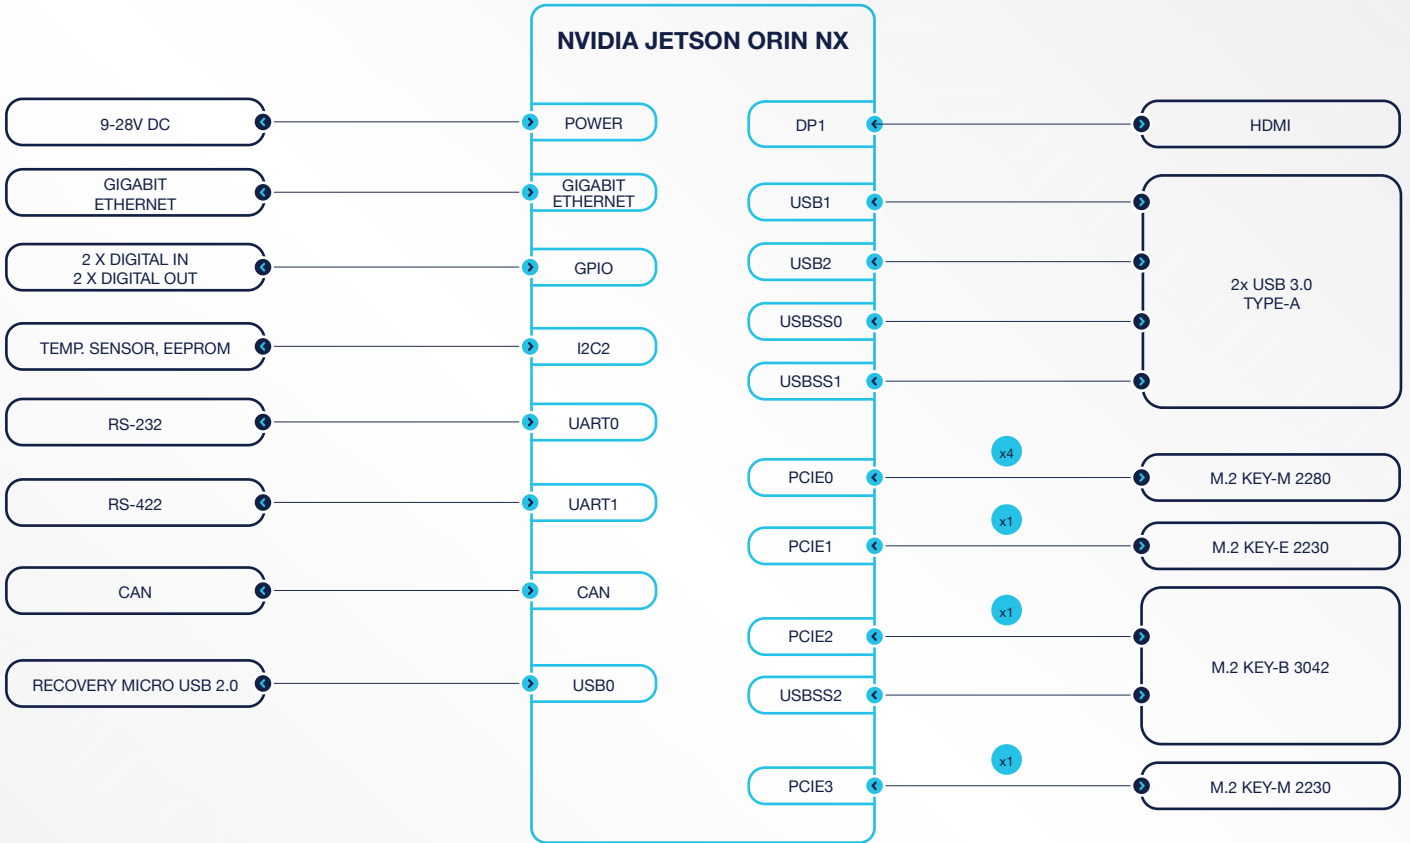 NVIDIA JETSON ORIN NX
9-28V DC
POWER
GIGABIT
ETHERNET
GIGABIT
ETHERNET
2 X DIGITAL IN
2 X DIGITAL OUT
GPIO
TEMP. SENSOR, EEPROM
I2C2
RS-232
UART0
RS-422
UART1
CAN
CAN
RECOVERY MICRO USB 2.0
USB0
DP1
HDMI
USB1
USB2
USBSS0
USBSS1
2x USB 3.0
TYPE-A
PCIE0
x4
M.2 KEY-M 2280
PCIE1
x1
M.2 KEY-E 2230
PCIE2
x1
USBSS2
M.2 KEY-B 3042
PCIE3
x1
M.2 KEY-M 2230